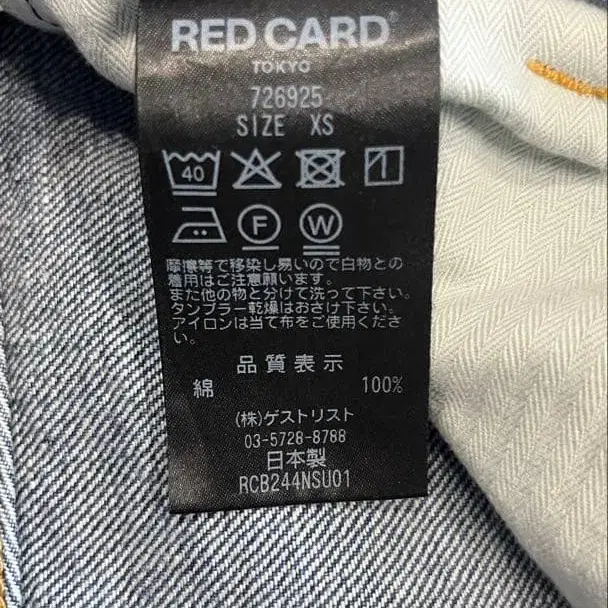 RED CARD®
TOKYO
726925
SIZE XS
40
F W
摩擦等で移染し易いので白物との
着用はご注意願います。
また他の物と分けて洗って下さい。
タンブラー乾燥はおさけ下さい。
アイロンは当て布をご使用くださ
い。
品質表示
綿 100%
(株)ゲストリスト
03-5728-8788
日本製
RCB244NSU01